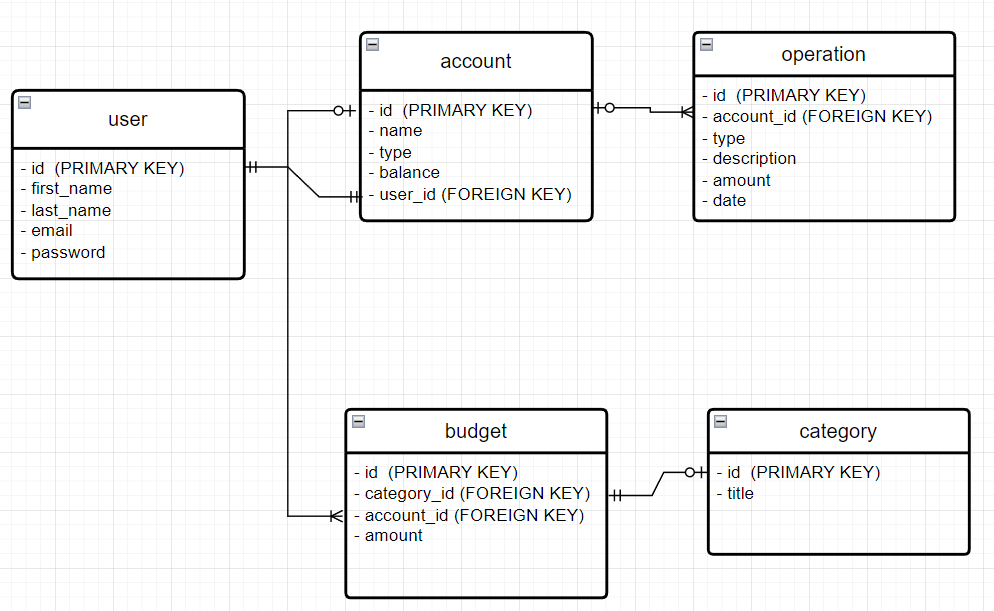 user
- id (PRIMARY KEY)
- first_name
- last_name
- email
- password
account
- id (PRIMARY KEY)
- name
- type
- balance
- user_id (FOREIGN KEY)
operation
- id (PRIMARY KEY)
- account_id (FOREIGN KEY)
- type
- description
- amount
- date
budget
- id (PRIMARY KEY)
- category_id (FOREIGN KEY)
- account_id (FOREIGN KEY)
- amount
category
- id (PRIMARY KEY)
- title